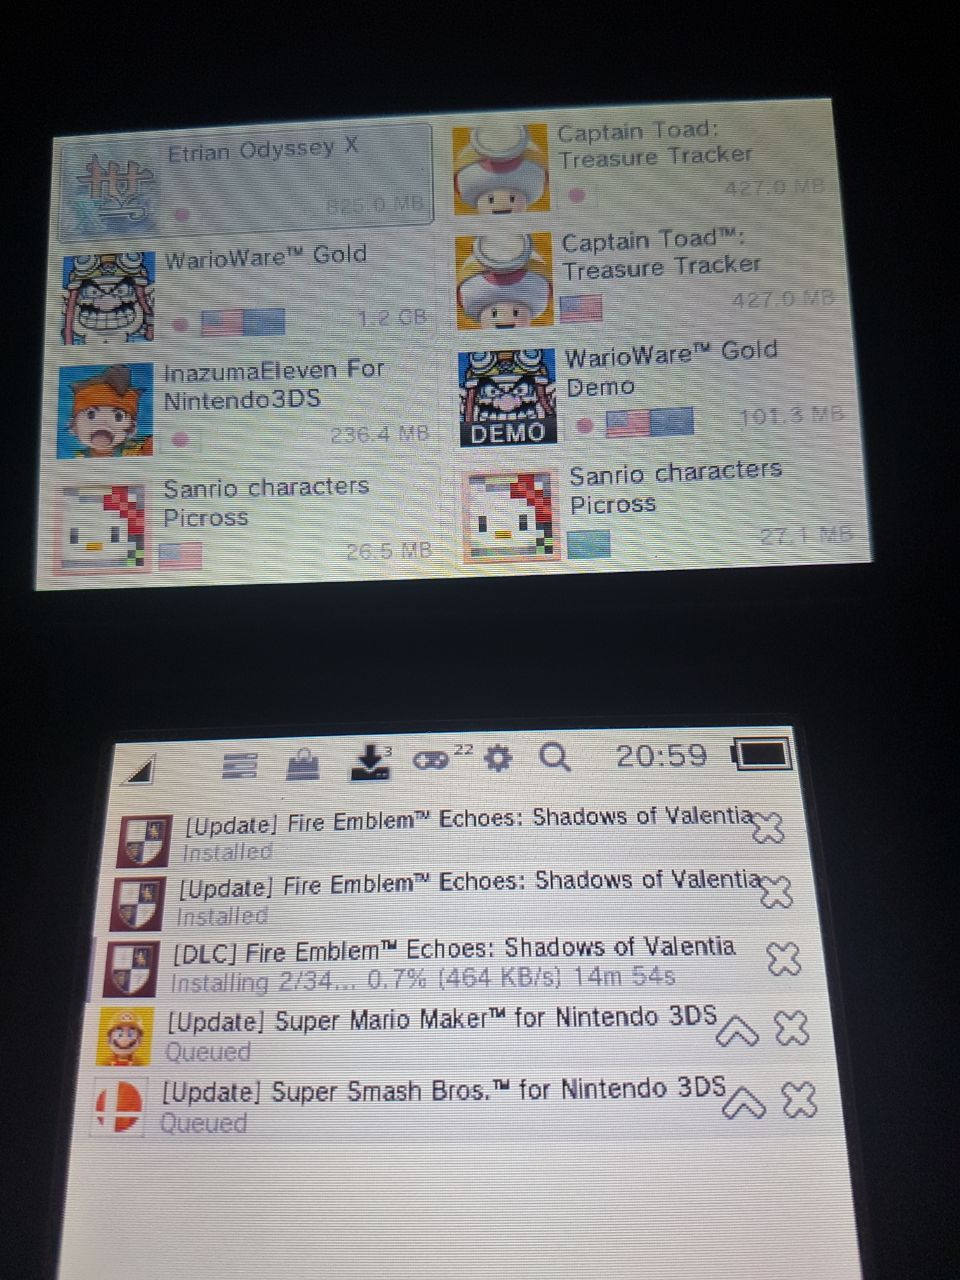 Etrian Odyssey X
825.0 MB
Captain Toad:
Treasure Tracker
427.0 MB
WarioWare™ Gold
1.2 GB
Captain Toad™:
Treasure Tracker
427.0 MB
InazumaEleven For
Nintendo3DS
236.4 MB
WarioWare™ Gold
Demo
DEMO
101.3 MB
Sanrio characters
Picross
26.5 MB
Sanrio characters
Picross
27.1 MB
3
22
20:59
[Update] Fire Emblem™ Echoes: Shadows of Valentia
Installed
[Update] Fire Emblem™ Echoes: Shadows of Valentia
Installed
[DLC] Fire Emblem™ Echoes: Shadows of Valentia
Installing 2/34... 0.7% (464 KB/s) 14m 54s
[Update] Super Mario Maker™ for Nintendo 3DS
Queued
[Update] Super Smash Bros.™ for Nintendo 3DS
Queued